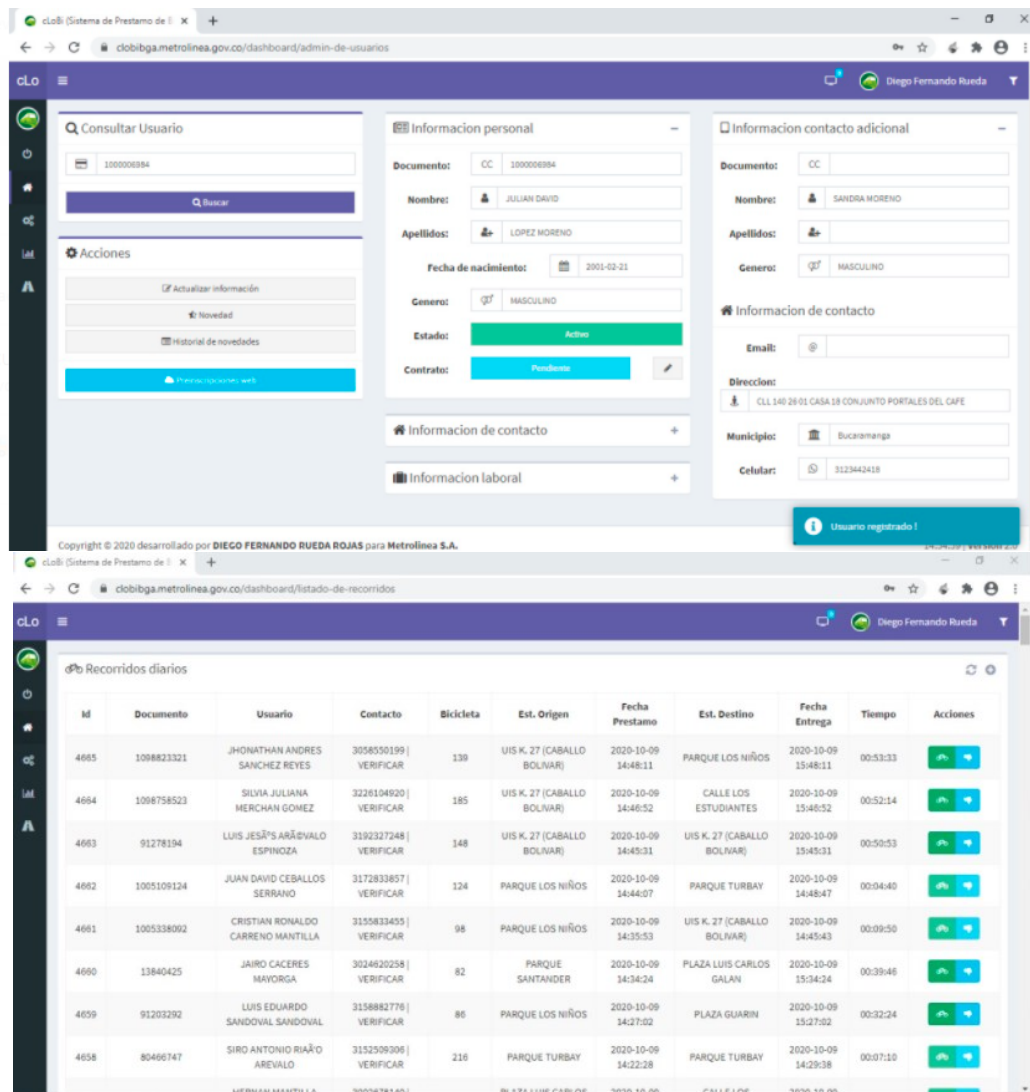 cLoBi (Sistema de Prestamo de B
clobibga.metrolinea.gov.co/dashboard/admin-de-usuarios
cLo
Diego Fernando Rueda
Consultar Usuario
1000006984
Buscar
Acciones
Actualizar información
Novedad
Historial de novedades
Preinscripciones web
Informacion personal
Documento: CC 1000006984
Nombre: JULIAN DAVID
Apellidos: LOPEZ MORENO
Fecha de nacimiento: 2001-02-21
Genero: MASCULINO
Estado: Activo
Contrato: Pendiente
Informacion de contacto
Informacion laboral
Informacion contacto adicional
Documento: CC
Nombre: SANDRA MORENO
Apellidos:
Genero: MASCULINO
Informacion de contacto
Email:
Direccion:
CLL 140 26 01 CASA 18 CONJUNTO PORTALES DEL CAFE
Municipio: Bucaramanga
Celular: 3123442418
Usuario registrado !
Copyright © 2020 desarrollado por DIEGO FERNANDO RUEDA ROJAS para Metrolinea S.A.
cLoBi (Sistema de Prestamo de B
clobibga.metrolinea.gov.co/dashboard/listado-de-recorridos
cLo
Diego Fernando Rueda
Recorridos diarios
Id Documento Usuario Contacto Bicicleta Est. Origen Fecha Prestamo Est. Destino Fecha Entrega Tiempo Acciones
4665 1098823321 JHONATHAN ANDRES SANCHEZ REYES 3058550199 | VERIFICAR 139 UIS K. 27 (CABALLO BOLIVAR) 2020-10-09 14:48:11 PARQUE LOS NIÑOS 2020-10-09 15:48:11 00:53:33
4664 1098758523 SILVIA JULIANA MERCHAN GOMEZ 3226104920 | VERIFICAR 185 UIS K. 27 (CABALLO BOLIVAR) 2020-10-09 14:46:52 CALLE LOS ESTUDIANTES 2020-10-09 15:46:52 00:52:14
4663 91278194 LUIS JESÃºS ARÃ©VALO ESPINOZA 3192327248 | VERIFICAR 148 UIS K. 27 (CABALLO BOLIVAR) 2020-10-09 14:45:31 UIS K. 27 (CABALLO BOLIVAR) 2020-10-09 15:45:31 00:50:53
4662 1005109124 JUAN DAVID CEBALLOS SERRANO 3172833857 | VERIFICAR 124 PARQUE LOS NIÑOS 2020-10-09 14:44:07 PARQUE TURBAY 2020-10-09 14:48:47 00:04:40
4661 1005338092 CRISTIAN RONALDO CARRENO MANTILLA 3155833455 | VERIFICAR 98 PARQUE LOS NIÑOS 2020-10-09 14:35:53 UIS K. 27 (CABALLO BOLIVAR) 2020-10-09 14:45:43 00:09:50
4660 13840425 JAIRO CACERES MAYORGA 3024620258 | VERIFICAR 82 PARQUE SANTANDER 2020-10-09 14:34:24 PLAZA LUIS CARLOS GALAN 2020-10-09 15:34:24 00:39:46
4659 91203292 LUIS EDUARDO SANDOVAL SANDOVAL 3158882776 | VERIFICAR 86 PARQUE LOS NIÑOS 2020-10-09 14:27:02 PLAZA GUARIN 2020-10-09 15:27:02 00:32:24
4658 80466747 SIRO ANTONIO RIAÃ'O AREVALO 3152509306 | VERIFICAR 216 PARQUE TURBAY 2020-10-09 14:22:28 PARQUE TURBAY 2020-10-09 14:29:38 00:07:10